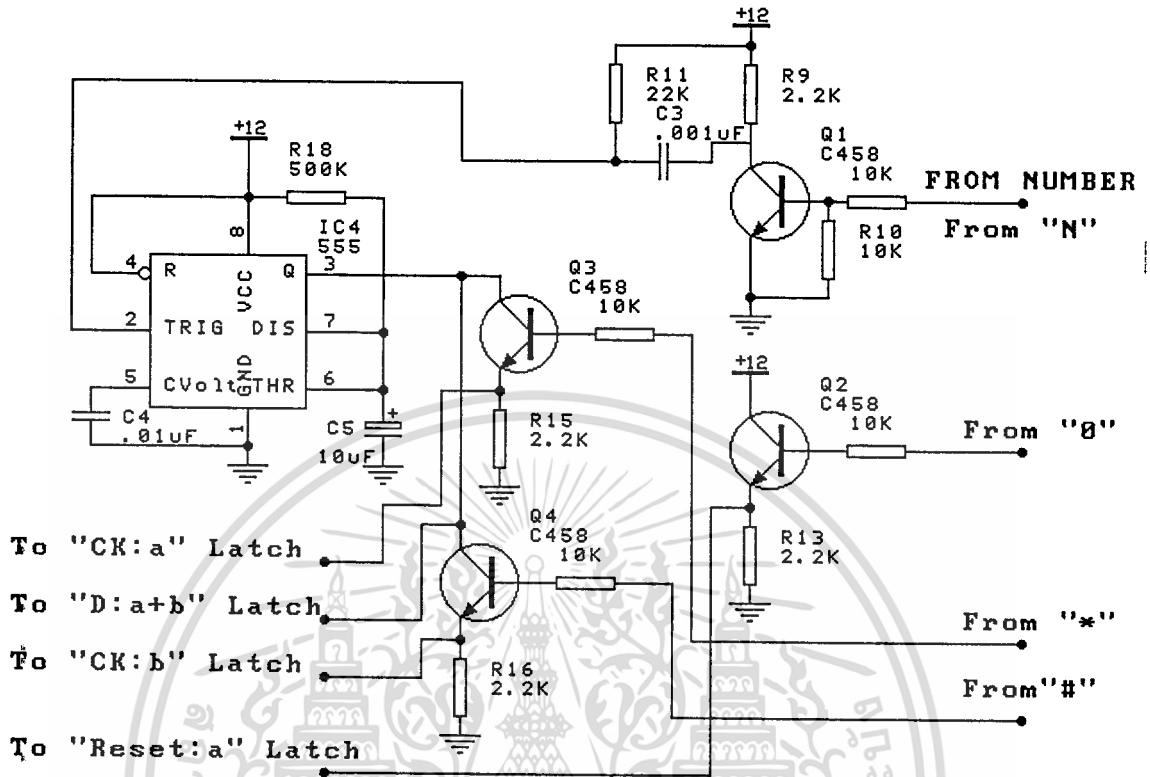 +12
R11
22K
R9
2.2K
C3
.001uF
Q1
C458
10K
FROM NUMBER
From "N"
R10
10K
+12
R18
500K
IC4
555
8
4
R
VCC
Q
3
2
TRIG
DIS
7
5
CVolt
GND
THR
6
1
C4
.01uF
C5
+
10uF
Q3
C458
10K
R15
2.2K
+12
Q2
C458
10K
From "0"
R13
2.2K
Q4
C458
10K
R16
2.2K
To "CK:a" Latch
To "D:a+b" Latch
To "CK:b" Latch
To "Reset:a" Latch
From "*"
From"#"